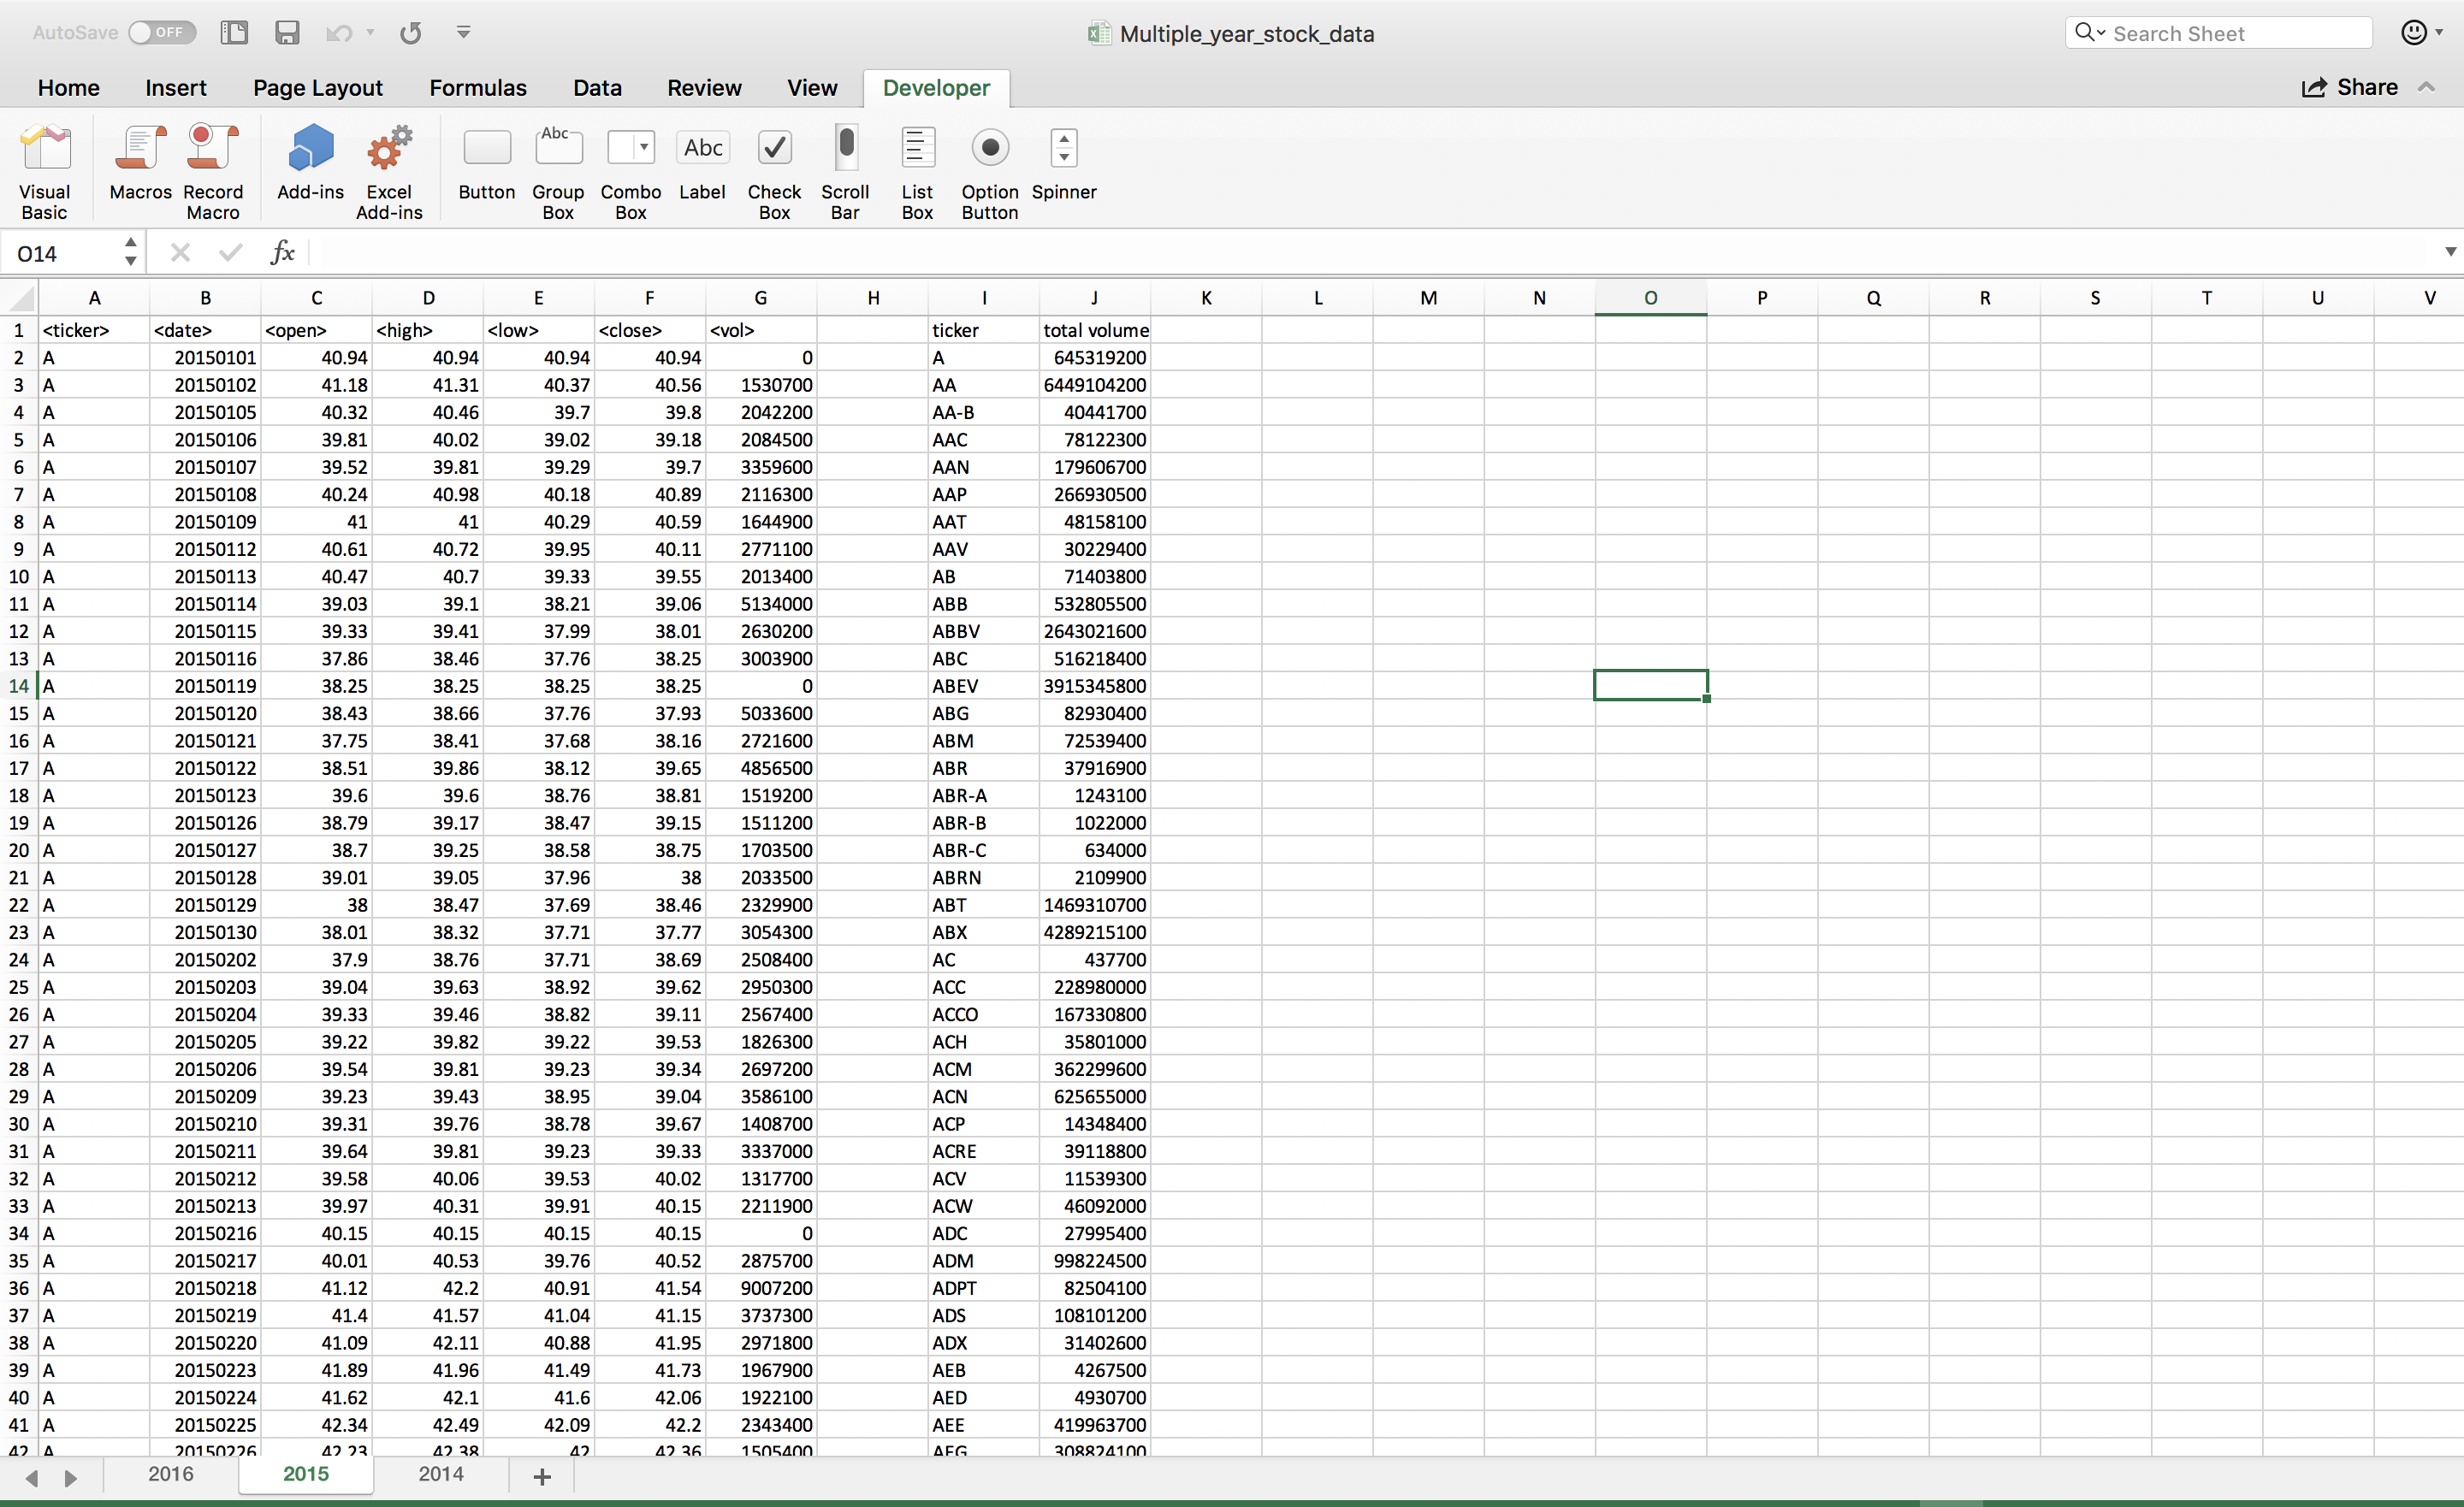 AutoSave OFF Multiple_year_stock_data Search Sheet
Home Insert Page Layout Formulas Data Review View Developer Share
Visual Basic Macros Record Macro Add-ins Excel Add-ins Button Abc Group Box Combo Box Abc Label Check Box Scroll Bar List Box Option Button Spinner
O14 fx
A B C D E F G H I J K L M N O P Q R S T U V
1 <ticker> <date> <open> <high> <low> <close> <vol> ticker total volume
2 A 20150101 40.94 40.94 40.94 40.94 0 A 645319200
3 A 20150102 41.18 41.31 40.37 40.56 1530700 AA 6449104200
4 A 20150105 40.32 40.46 39.7 39.8 2042200 AA-B 40441700
5 A 20150106 39.81 40.02 39.02 39.18 2084500 AAC 78122300
6 A 20150107 39.52 39.81 39.29 39.7 3359600 AAN 179606700
7 A 20150108 40.24 40.98 40.18 40.89 2116300 AAP 266930500
8 A 20150109 41 41 40.29 40.59 1644900 AAT 48158100
9 A 20150112 40.61 40.72 39.95 40.11 2771100 AAV 30229400
10 A 20150113 40.47 40.7 39.33 39.55 2013400 AB 71403800
11 A 20150114 39.03 39.1 38.21 39.06 5134000 ABB 532805500
12 A 20150115 39.33 39.41 37.99 38.01 2630200 ABBV 2643021600
13 A 20150116 37.86 38.46 37.76 38.25 3003900 ABC 516218400
14 A 20150119 38.25 38.25 38.25 38.25 0 ABEV 3915345800
15 A 20150120 38.43 38.66 37.76 37.93 5033600 ABG 82930400
16 A 20150121 37.75 38.41 37.68 38.16 2721600 ABM 72539400
17 A 20150122 38.51 39.86 38.12 39.65 4856500 ABR 37916900
18 A 20150123 39.6 39.6 38.76 38.81 1519200 ABR-A 1243100
19 A 20150126 38.79 39.17 38.47 39.15 1511200 ABR-B 1022000
20 A 20150127 38.7 39.25 38.58 38.75 1703500 ABR-C 634000
21 A 20150128 39.01 39.05 37.96 38 2033500 ABRN 2109900
22 A 20150129 38 38.47 37.69 38.46 2329900 ABT 1469310700
23 A 20150130 38.01 38.32 37.71 37.77 3054300 ABX 4289215100
24 A 20150202 37.9 38.76 37.71 38.69 2508400 AC 437700
25 A 20150203 39.04 39.63 38.92 39.62 2950300 ACC 228980000
26 A 20150204 39.33 39.46 38.82 39.11 2567400 ACCO 167330800
27 A 20150205 39.22 39.82 39.22 39.53 1826300 ACH 35801000
28 A 20150206 39.54 39.81 39.23 39.34 2697200 ACM 362299600
29 A 20150209 39.23 39.43 38.95 39.04 3586100 ACN 625655000
30 A 20150210 39.31 39.76 38.78 39.67 1408700 ACP 14348400
31 A 20150211 39.64 39.81 39.23 39.33 3337000 ACRE 39118800
32 A 20150212 39.58 40.06 39.53 40.02 1317700 ACV 11539300
33 A 20150213 39.97 40.31 39.91 40.15 2211900 ACW 46092000
34 A 20150216 40.15 40.15 40.15 40.15 0 ADC 27995400
35 A 20150217 40.01 40.53 39.76 40.52 2875700 ADM 998224500
36 A 20150218 41.12 42.2 40.91 41.54 9007200 ADPT 82504100
37 A 20150219 41.4 41.57 41.04 41.15 3737300 ADS 108101200
38 A 20150220 41.09 42.11 40.88 41.95 2971800 ADX 31402600
39 A 20150223 41.89 41.96 41.49 41.73 1967900 AEB 4267500
40 A 20150224 41.62 42.1 41.6 42.06 1922100 AED 4930700
41 A 20150225 42.34 42.49 42.09 42.2 2343400 AEE 419963700
42 A 20150226 42.23 42.38 42 42.36 1505400 AEG 308824100
2016 2015 2014 +